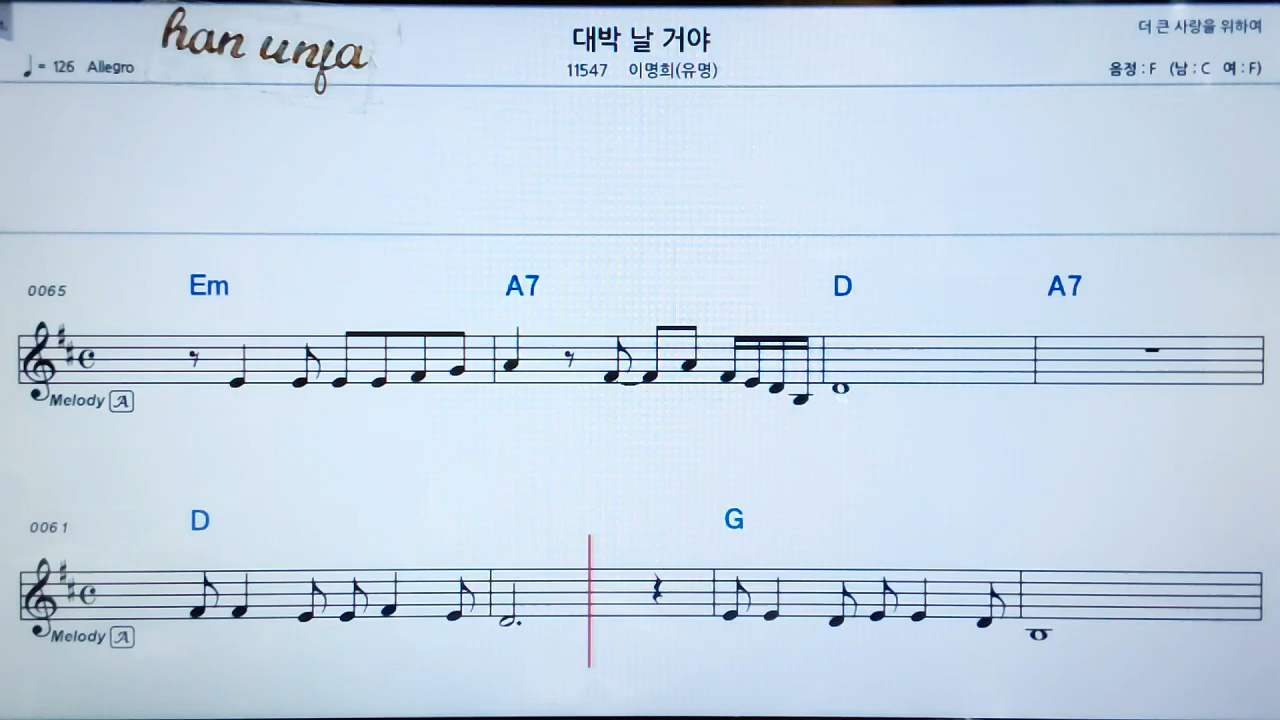 han unfa
대박 날 거야
더 큰 사랑을 위하여
♩ = 126 Allegro
11547 이명희(유명)
음정 : F (남 : C 여 : F)
0065
Em A7 D A7
Melody A
0061
D G
Melody A